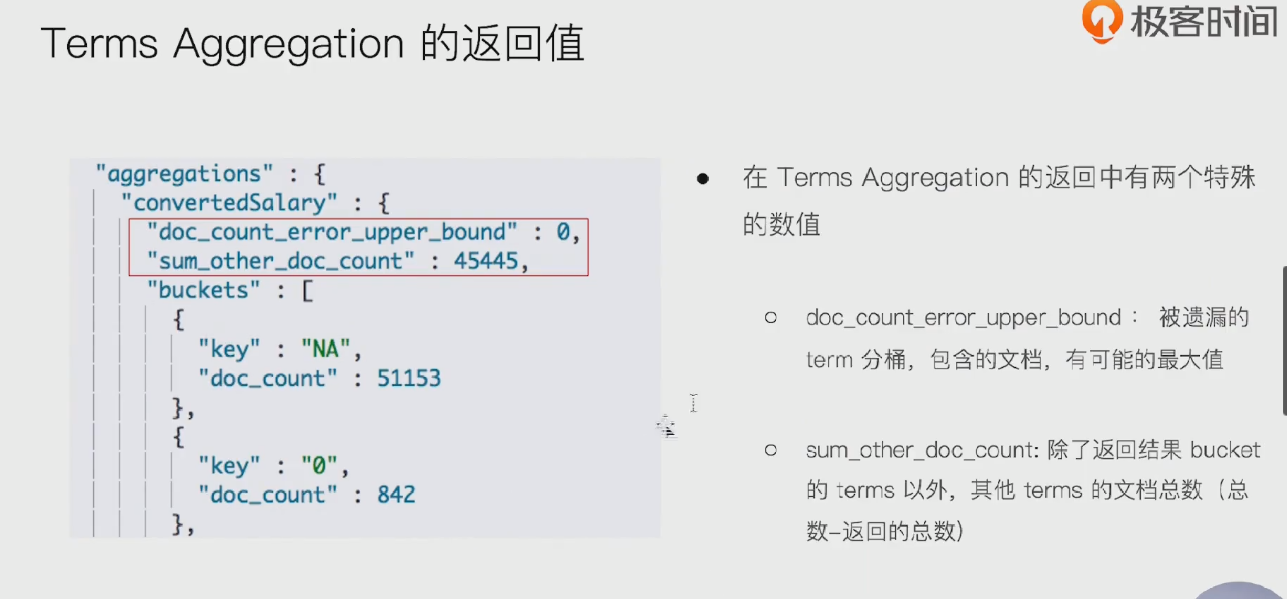 Terms Aggregation 的返回值
极客时间
"aggregations" : {
"convertedSalary" : {
"doc_count_error_upper_bound" : 0,
"sum_other_doc_count" : 45445,
"buckets" : [
{
"key" : "NA",
"doc_count" : 51153
},
{
"key" : "0",
"doc_count" : 842
},
● 在 Terms Aggregation 的返回中有两个特殊
的数值
○ doc_count_error_upper_bound : 被遗漏的
term 分桶，包含的文档，有可能的最大值
○ sum_other_doc_count: 除了返回结果 bucket
的 terms 以外，其他 terms 的文档总数（总
数-返回的总数）